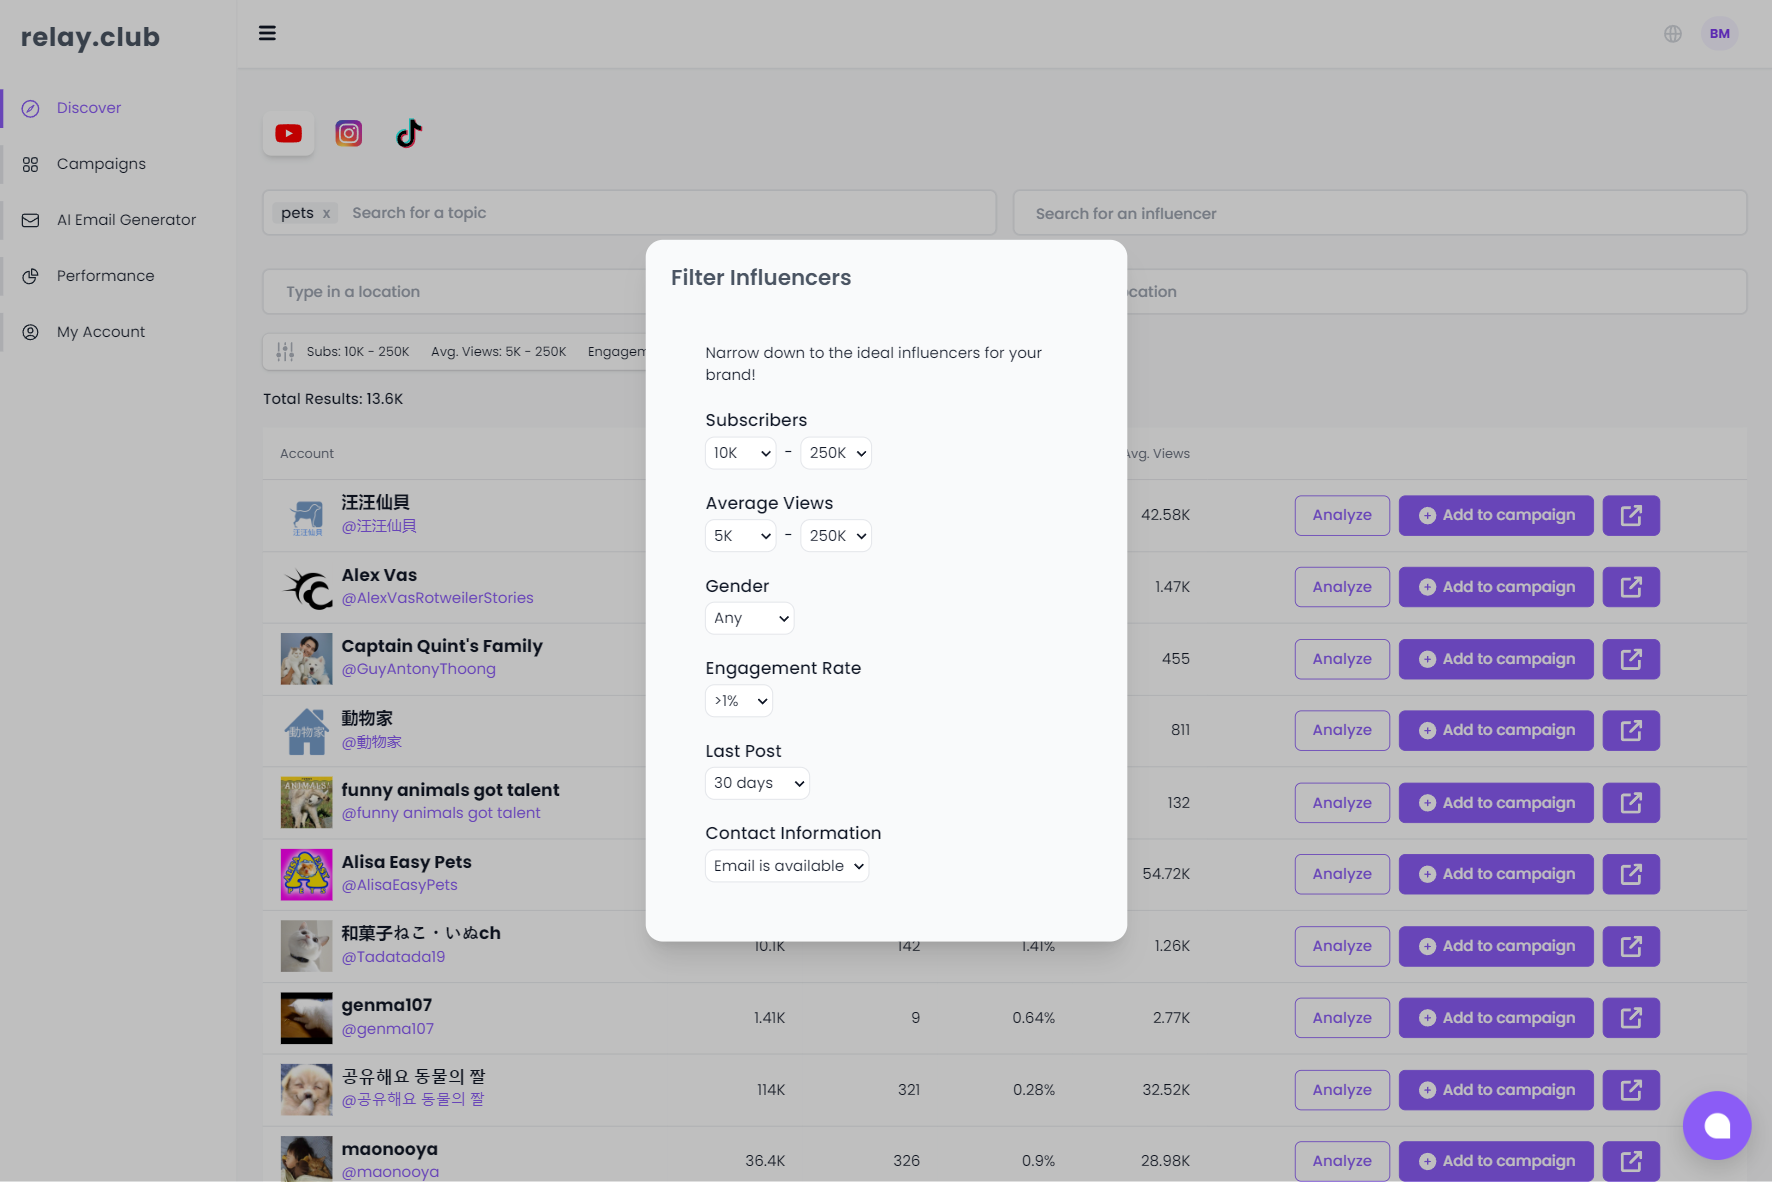 relay.club
BM
Discover
Campaigns
AI Email Generator
Performance
My Account
pets x Search for a topic
Search for an influencer
Type in a location
ocation
Subs: 10K - 250K Avg. Views: 5K - 250K Engagem
Total Results: 13.6K
Filter Influencers
Narrow down to the ideal influencers for your
brand!
Subscribers
10K - 250K
Average Views
5K - 250K
Gender
Any
Engagement Rate
>1%
Last Post
30 days
Contact Information
Email is available
Account Avg. Views
汪汪仙貝
汪汪仙貝
@汪汪仙貝
42.58K Analyze Add to campaign
Alex Vas
@AlexVasRotweilerStories
1.47K Analyze Add to campaign
Captain Quint's Family
@GuyAntonyThoong
455 Analyze Add to campaign
動物家
動物家
@動物家
811 Analyze Add to campaign
ANIMALS
funny animals got talent
@funny animals got talent
132 Analyze Add to campaign
Alisa Easy Pets
@AlisaEasyPets
54.72K Analyze Add to campaign
和菓子ねこ・いぬch
@Tadatada19
10.1K 142 1.41% 1.26K Analyze Add to campaign
genma107
@genma107
1.41K 9 0.64% 2.77K Analyze Add to campaign
공유해요 동물의 짤
@공유해요 동물의 짤
114K 321 0.28% 32.52K Analyze Add to campaign
maonooya
@maonooya
36.4K 326 0.9% 28.98K Analyze Add to campaign